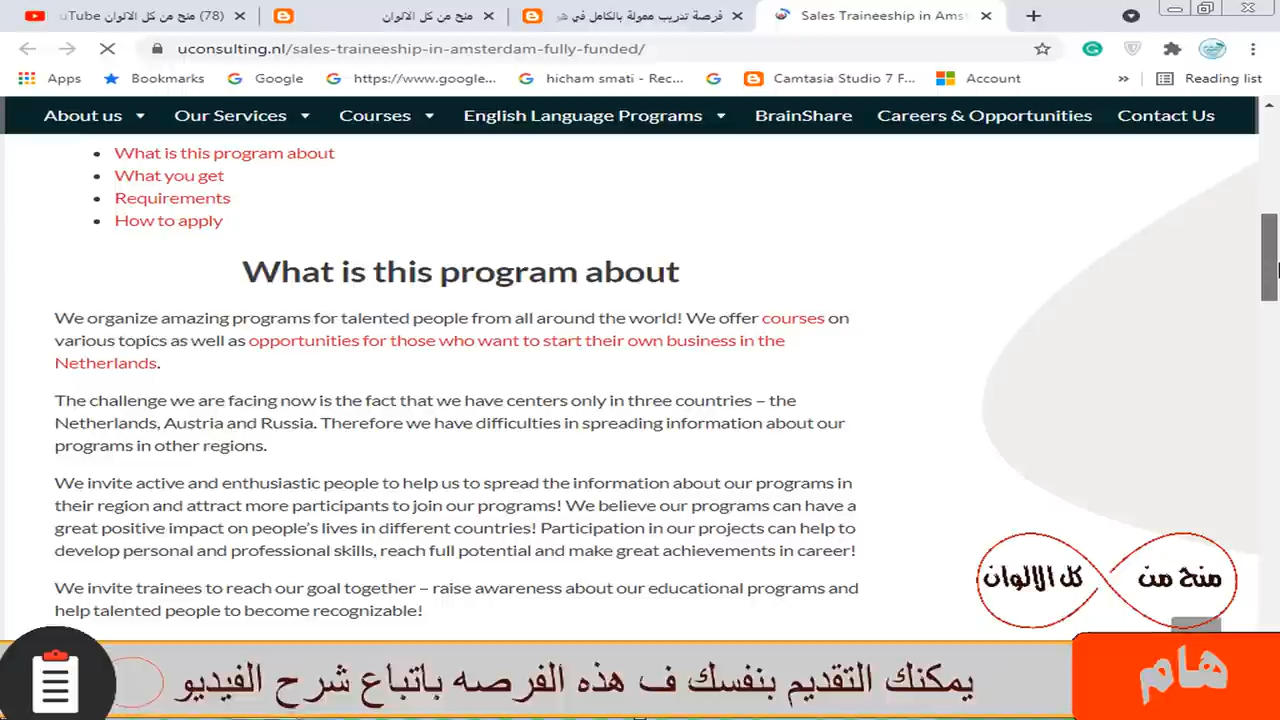 (78) منح من كل الالوان uTube
منح من كل الالوان
فرصة تدريب ممولة بالكامل في هو
Sales Traineeship in Ams
uconsulting.nl/sales-traineeship-in-amsterdam-fully-funded/
Apps
Bookmarks
Google
https://www.google...
hicham smati - Rec...
Camtasia Studio 7 F...
Account
»
Reading list
About us
Our Services
Courses
English Language Programs
BrainShare
Careers & Opportunities
Contact Us
• What is this program about
• What you get
• Requirements
• How to apply
What is this program about
We organize amazing programs for talented people from all around the world! We offer courses on
various topics as well as opportunities for those who want to start their own business in the
Netherlands.
The challenge we are facing now is the fact that we have centers only in three countries – the
Netherlands, Austria and Russia. Therefore we have difficulties in spreading information about our
programs in other regions.
We invite active and enthusiastic people to help us to spread the information about our programs in
their region and attract more participants to join our programs! We believe our programs can have a
great positive impact on people's lives in different countries! Participation in our projects can help to
develop personal and professional skills, reach full potential and make great achievements in career!
We invite trainees to reach our goal together – raise awareness about our educational programs and
help talented people to become recognizable!
منح من كل الالوان
هام
يمكنك التقديم بنفسك ف هذه الفرصه باتباع شرح الفيديو